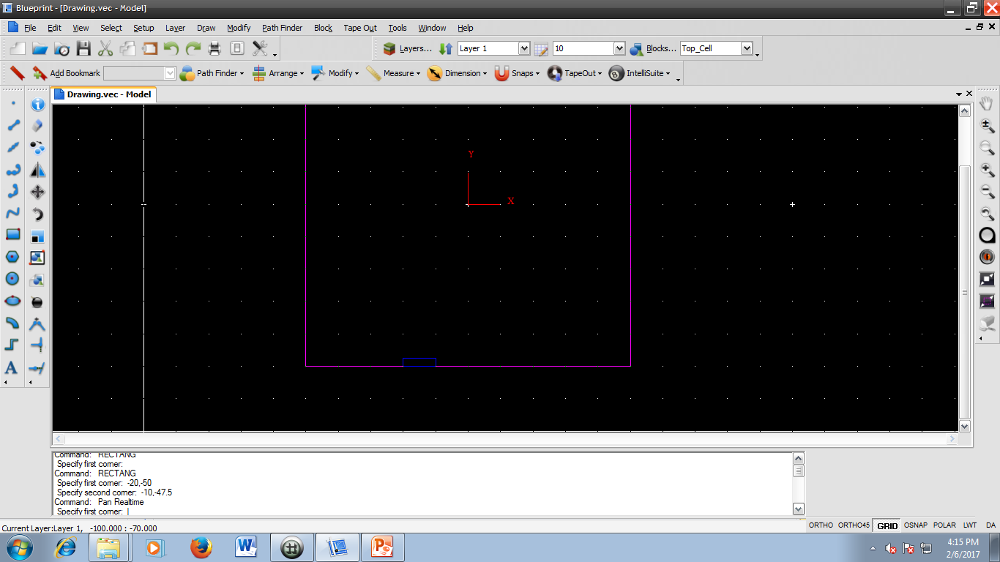 Blueprint - [Drawing.vec - Model]
File Edit View Select Setup Layer Draw Modify Path Finder Block Tape Out Tools Window Help
Layers... Layer 1 10 Blocks... Top_Cell
Add Bookmark Path Finder Arrange Modify Measure Dimension Snaps TapeOut IntelliSuite
Drawing.vec - Model
Y
X
A
Command: RECTANG
Specify first corner:
Command: RECTANG
Specify first corner: -20,-50
Specify second corner: -10,-47.5
Command: Pan Realtime
Specify first corner:
Current Layer:Layer 1, -100.000 : -70.000
ORTHO ORTHO45 GRID OSNAP POLAR LWT DA
4:15 PM
2/6/2017